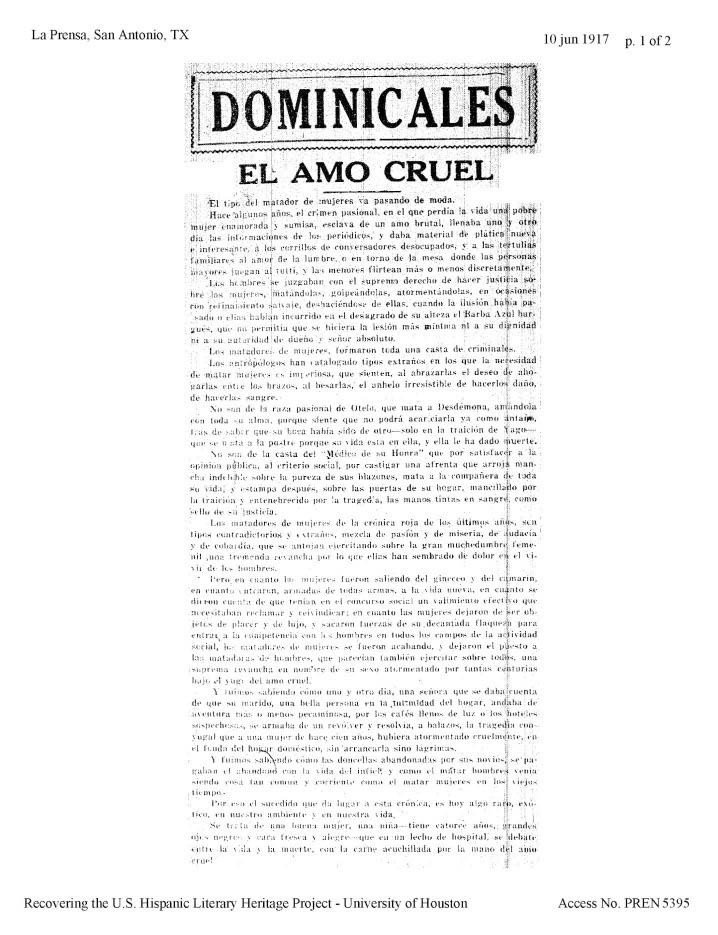 La Prensa, San Antonio, TX
10 jun 1917 p. 1 of 2
DOMINICALES
EL AMO CRUEL
El tipo del matador de mujeres va pasando de moda.
Hace algunos años, el crimen pasional, en el que perdía la vida una pobre
mujer enamorada y sumisa, esclava de un amo brutal, llenaba uno y otro
día las informaciones de los periódicos, y daba material de plática nueva
e interesante, a los corrillos de conversadores desocupados, y a las tertulias
familiares al amor de la lumbre, o en torno de la mesa donde las personas
mayores juegan al tutti, y las menores flirtean más o menos discretamente.
Los hombres se juzgaban con el supremo derecho de hacer justicia so-
bre las mujeres, matándolas, golpeándolas, atormentándolas, en ocasiones
con refinamiento salvaje, deshaciéndose de ellas, cuando la ilusión había pa-
sado o ellas habían incurrido en el desagrado de su alteza el Barba Azul bur-
gués, que no permitía que se hiciera la lesión más mínima ni a su dignidad
ni a su autoridad de dueño y señor absoluto.
Los matadores de mujeres, formaron toda una casta de criminales.
Los antropólogos han catalogado tipos extraños en los que la necesidad
de matar mujeres es imperiosa, que sienten, al abrazarlas el deseo de aho-
garlas entre los brazos, al besarlas, el anhelo irresistible de hacerlos daño,
de hacerlas sangre.
No son de la raza pasional de Otelo, que mata a Desdémona, amándola
con toda su alma, porque siente que no podrá acariciarla ya como antaño,
tras de saber que su boca había sido de otro—solo en la traición de Yago—
que se mata a la postre porque su vida esta en ella, y ella le ha dado muerte.
No son de la casta del "Médico de su Honra" que por satisfacer a la
opinión pública, al criterio social, por castigar una afrenta que arroja man-
cha indeleble sobre la pureza de sus blazones, mata a la compañera de toda
su vida, y estampa después, sobre las puertas de su hogar, mancillado por
la traición y entenebrecido por la tragedia, las manos tintas en sangre, como
sello de su justicia.
Los matadores de mujeres de la crónica roja de los últimos años, son
tipos contradictorios y extraños, mezcla de pasión y de miseria, de audacia
y de cobardía, que se antojan ejercitando sobre la gran muchedumbre feme-
nil una tremenda revancha por lo que ellas han sembrado de dolor en el vi-
vir de los hombres.
Pero en cuanto las mujeres fueron saliendo del gineceo y del camarín,
en cuanto entraron, armadas de todas armas, a la vida nueva, en cuanto se
dieron cuenta de que tenían en el concurso social un valimiento efectivo que
necesitaban reclamar y reivindicar; en cuanto las mujeres dejaron de ser ob-
jetos de placer y de lujo, y sacaron fuerzas de su decantada flaqueza para
entrar a la competencia con los hombres en todos los campos de la actividad
social, los matadores de mujeres se fueron acabando, y dejaron el puesto a
las matadoras de hombres, que parecían también ejercitar sobre todos, una
suprema revancha en nombre de su sexo atormentado por tantas centurias
bajo el yugo del amo cruel.
Y fuimos sabiendo cómo uno y otro día, una señora que se daba cuenta
de que su marido, una bella persona en la intimidad del hogar, andaba de
aventura mas o menos pecaminosa, por los cafés llenos de luz o los hoteles
sospechosos, se armaba de un revólver y resolvía, a balazos, la tragedia con-
yugal que a una mujer de hace cien años, hubiera atormentado cruelmente, en
el fondo del hogar doméstico, sin arrancarla sino lágrimas.
Y fuimos sabiendo cómo las doncellas abandonadas por sus novios, se pa-
gaban el abandono con la vida del infiel; y como el matar hombres venía
siendo cosa tan comun y corriente como el matar mujeres en los viejos
tiempos.
Por eso el sucedido que da lugar a esta crónica, es hoy algo raro, exó-
tico, en nuestro ambiente y en nuestra vida.
Se trata de una buena mujer, una niña—tiene catorce años, grandes
ojos negros y cara fresca y alegre—que en un lecho de hospital, se debate
entre la vida y la muerte, con la carne acuchillada por la mano del amo
cruel
Recovering the U.S. Hispanic Literary Heritage Project - University of Houston
Access No. PREN 5395